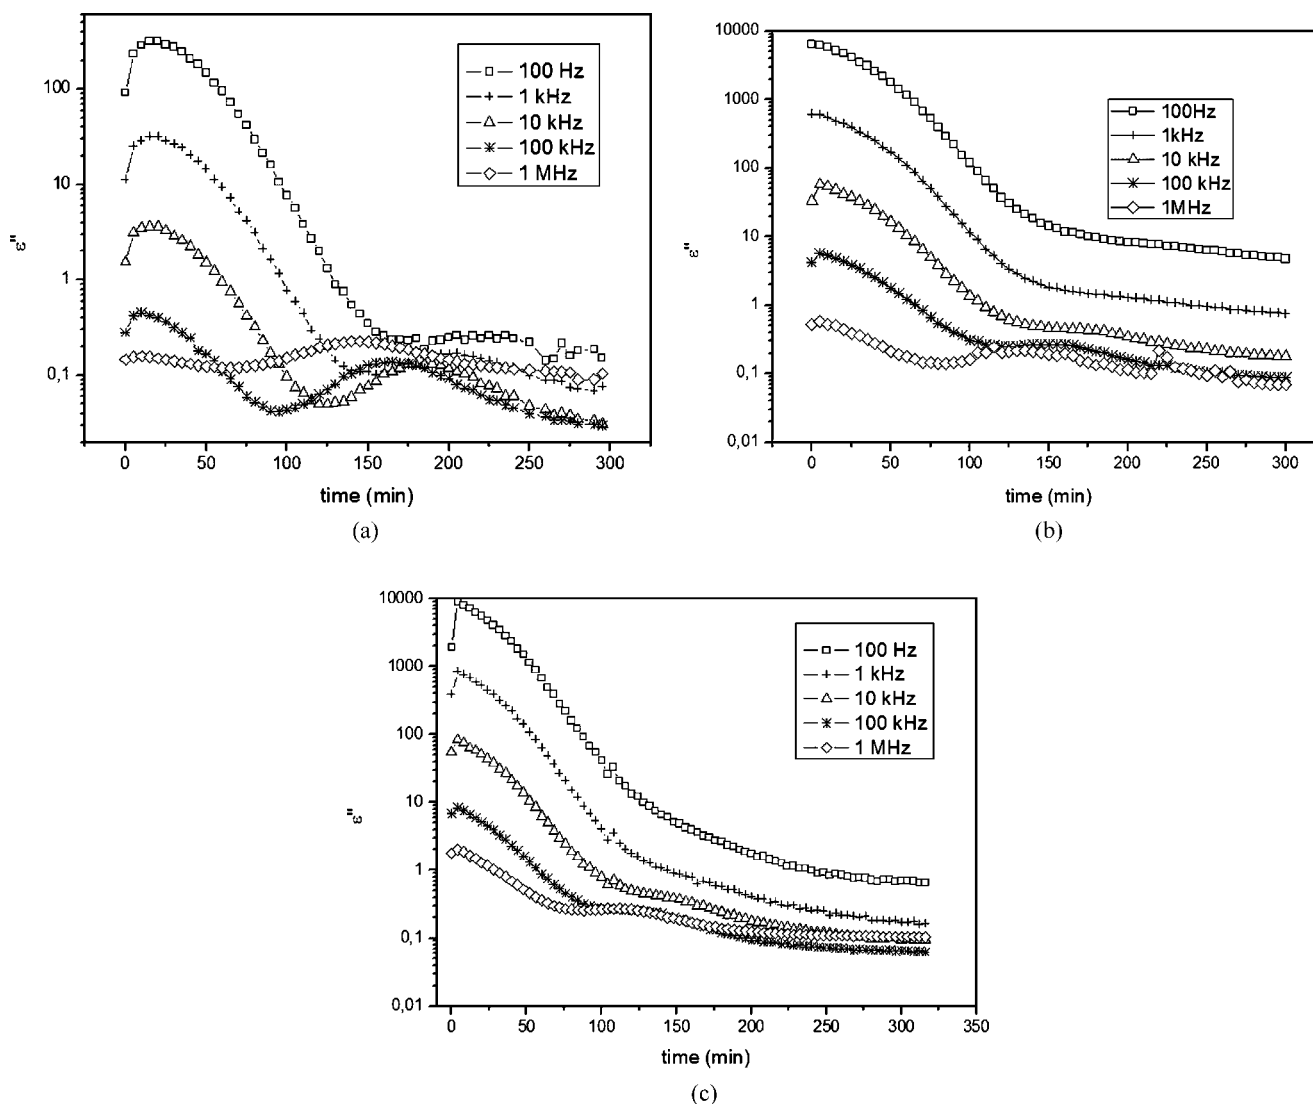 100
10
1
0,1
ε"
0 50 100 150 200 250 300
time (min)
100 Hz
1 kHz
10 kHz
100 kHz
1 MHz
(a)
10000
1000
100
10
1
0,1
0,01
ε"
0 50 100 150 200 250 300
time (min)
100Hz
1kHz
10 kHz
100 kHz
1MHz
(b)
10000
1000
100
10
1
0,1
0,01
ε"
0 50 100 150 200 250 300 350
time (min)
100 Hz
1 kHz
10 kHz
100 kHz
1 MHz
(c)